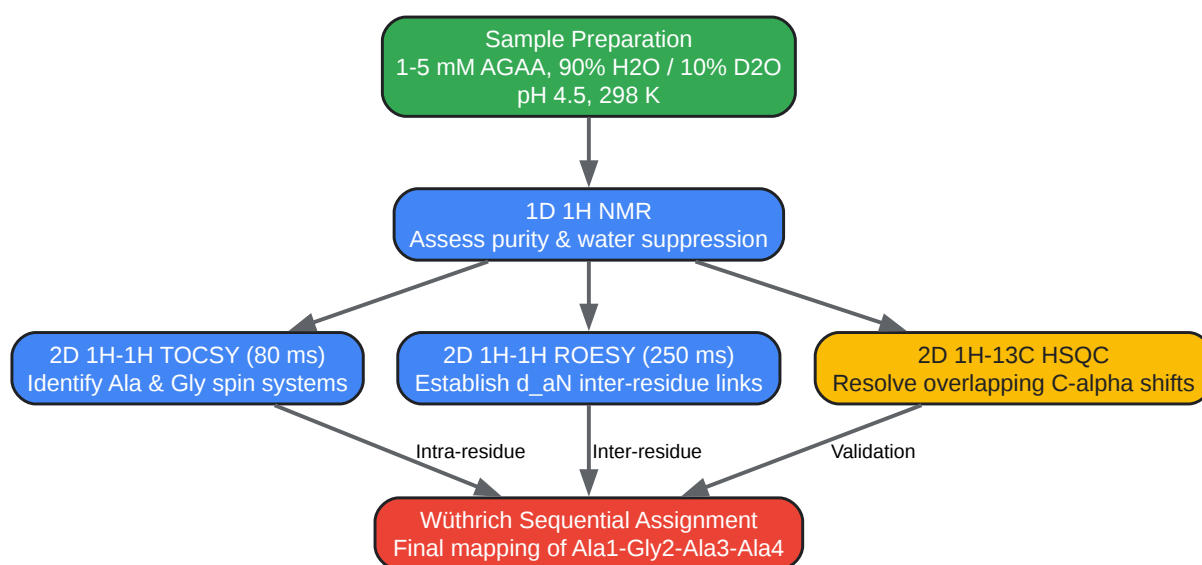 Sample Preparation
1-5 mM AGAA, 90% H2O / 10% D2O
pH 4.5, 298 K
1D 1H NMR
Assess purity & water suppression
2D 1H-1H TOCSY (80 ms)
Identify Ala & Gly spin systems
2D 1H-1H ROESY (250 ms)
Establish d_aN inter-residue links
2D 1H-13C HSQC
Resolve overlapping C-alpha shifts
Intra-residue
Inter-residue
Validation
Wüthrich Sequential Assignment
Final mapping of Ala1-Gly2-Ala3-Ala4